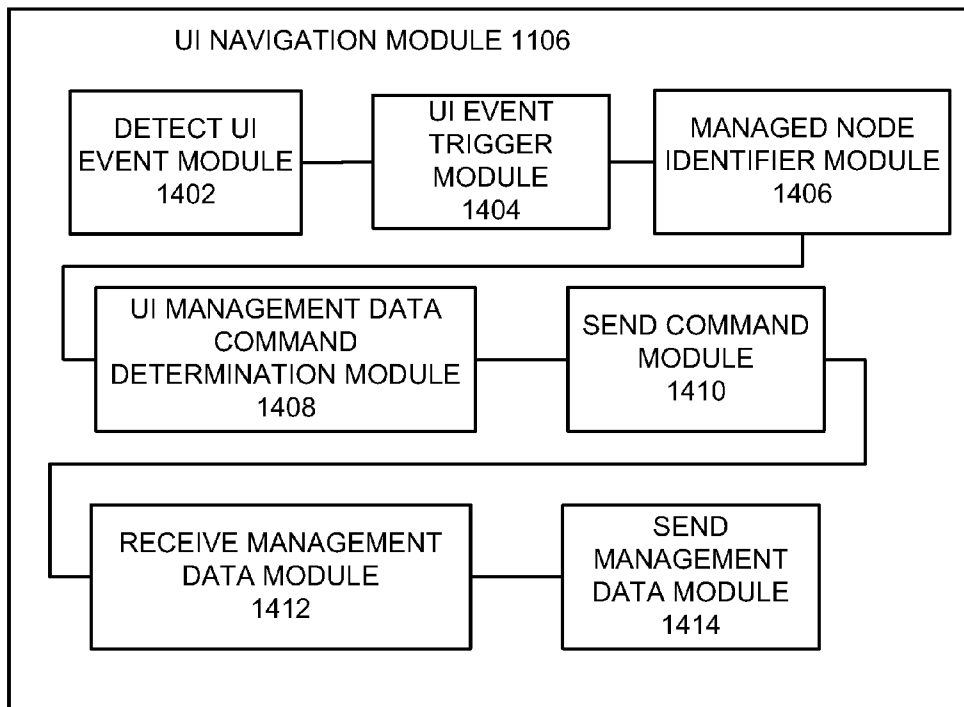 UI NAVIGATION MODULE 1106
DETECT UI
EVENT MODULE
1402
UI EVENT
TRIGGER
MODULE
1404
MANAGED NODE
IDENTIFIER MODULE
1406
UI MANAGEMENT DATA
COMMAND
DETERMINATION MODULE
1408
SEND COMMAND
MODULE
1410
RECEIVE MANAGEMENT
DATA MODULE
1412
SEND
MANAGEMENT
DATA MODULE
1414